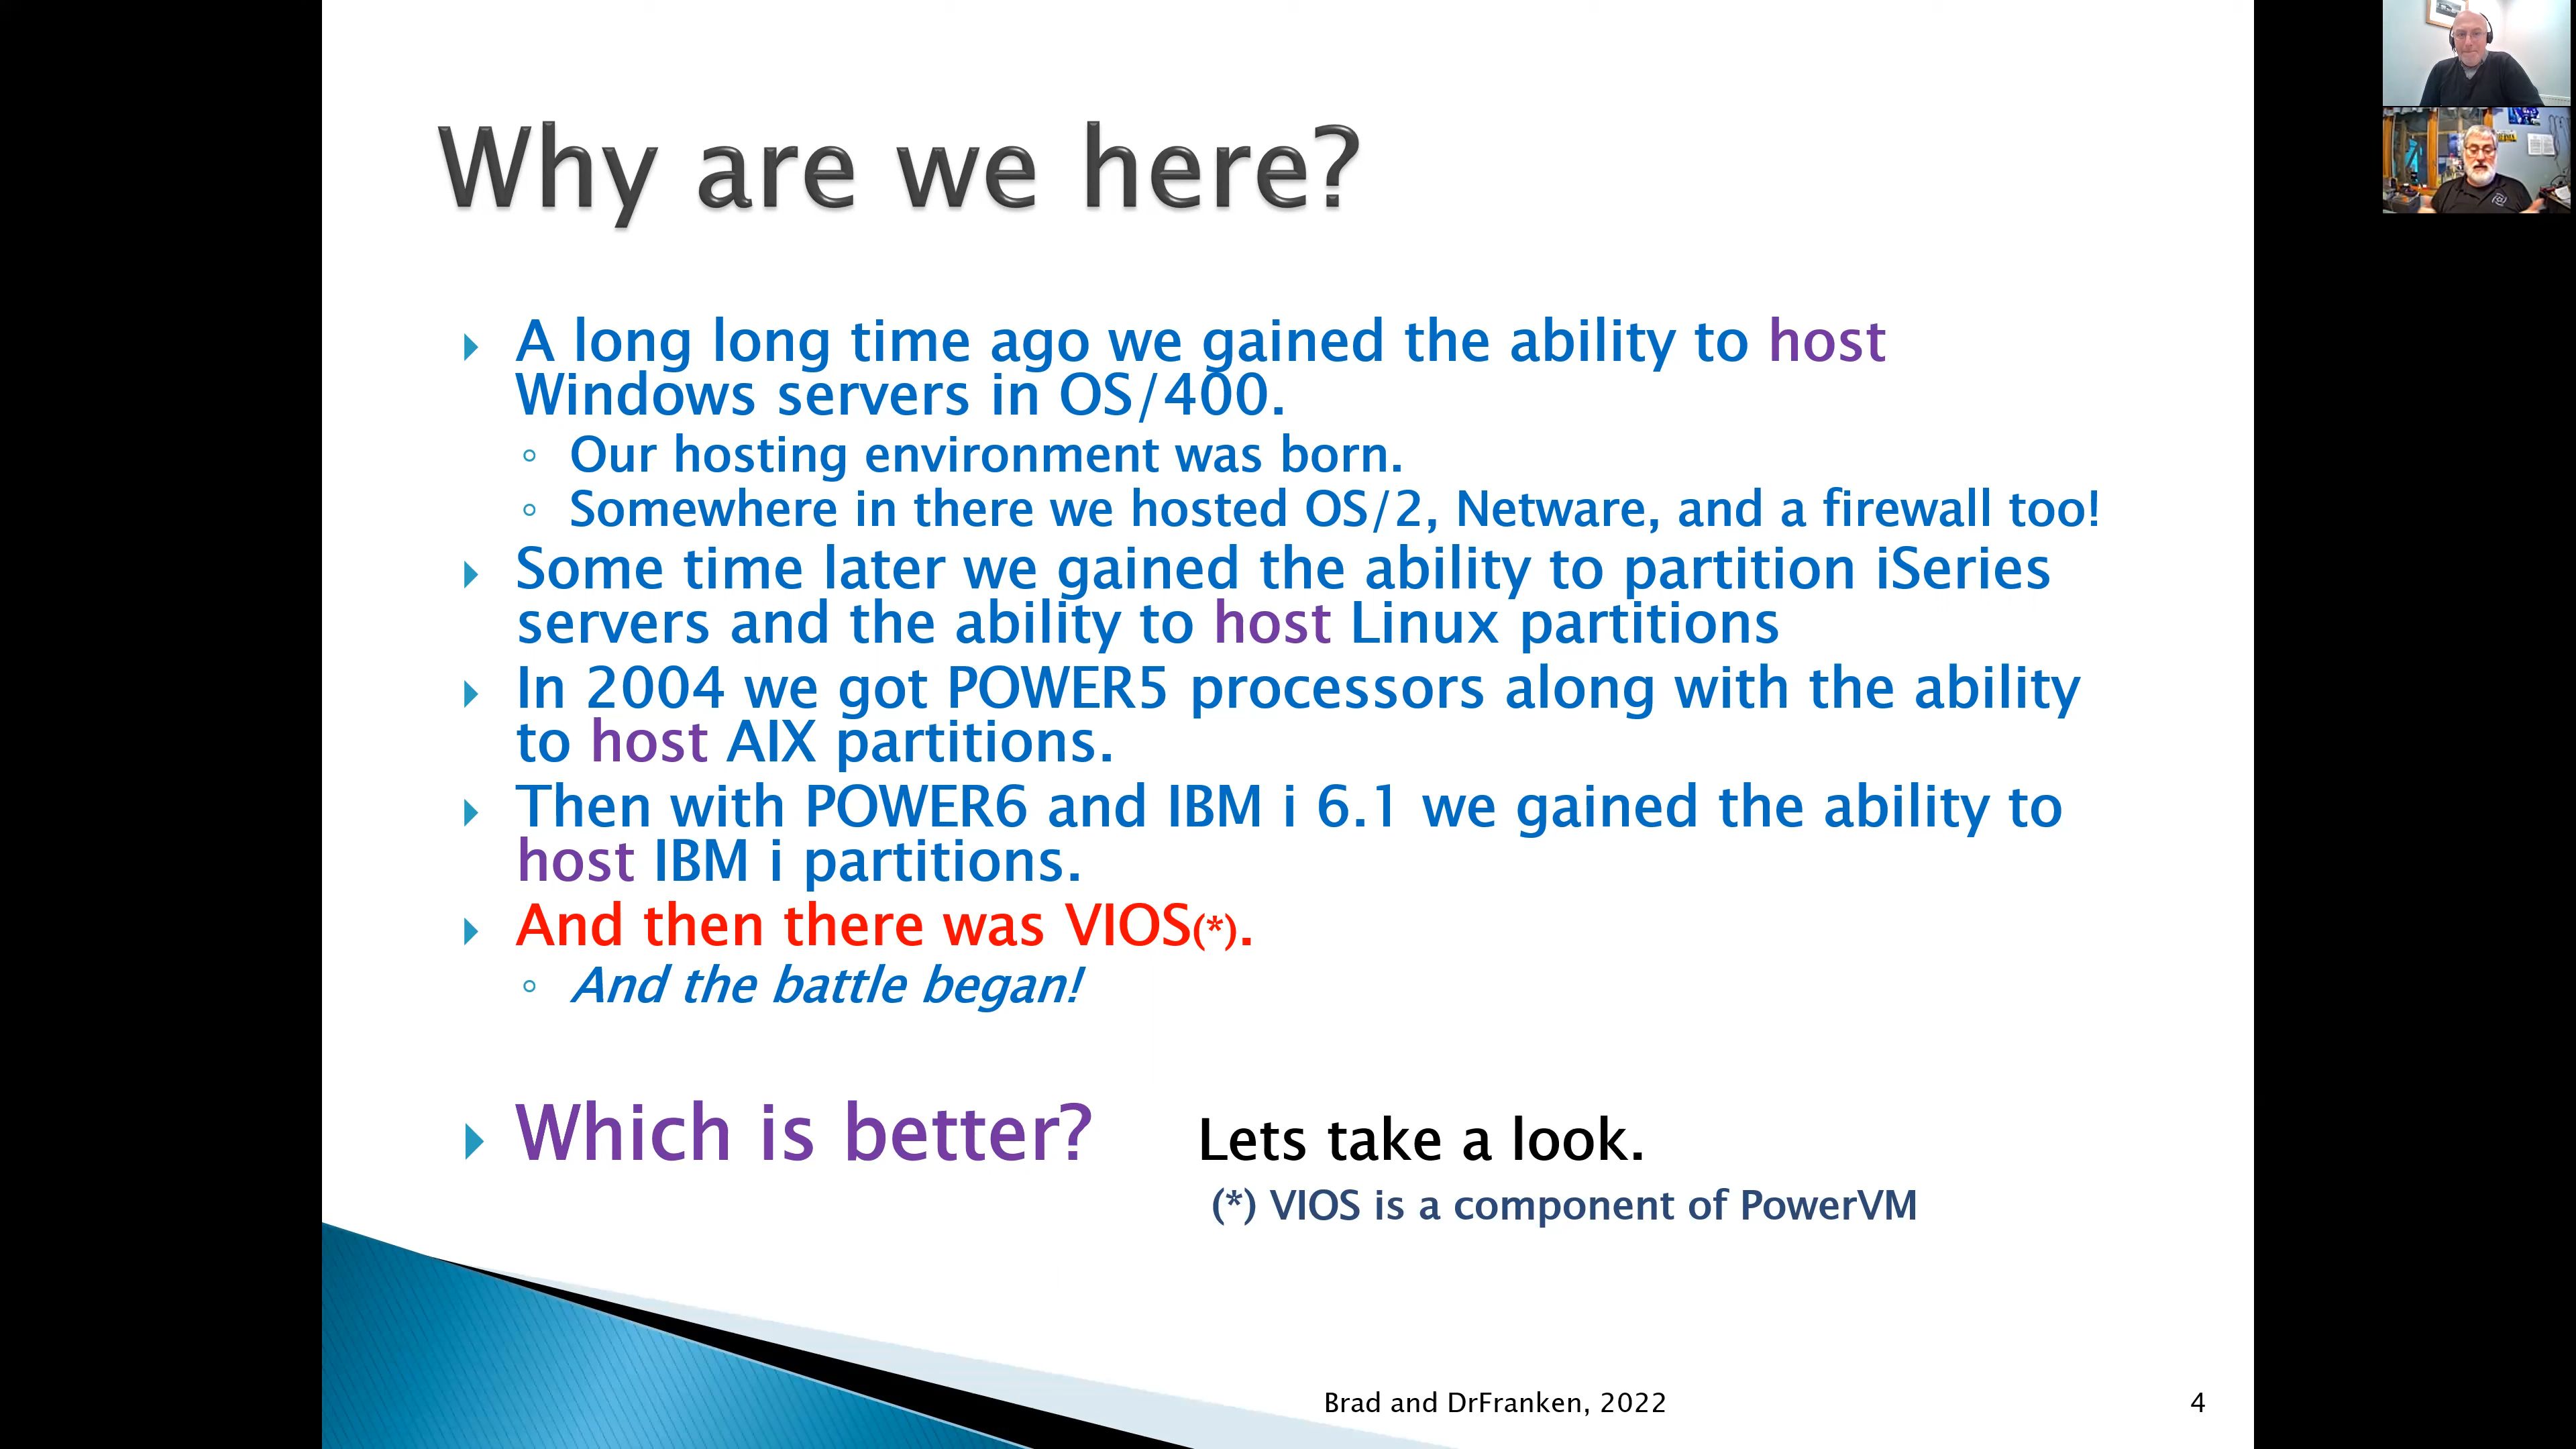 Why are we here?
A long long time ago we gained the ability to host
Windows servers in OS/400.
Our hosting environment was born.
Somewhere in there we hosted OS/2, Netware, and a firewall too!
Some time later we gained the ability to partition iSeries
servers and the ability to host Linux partitions
In 2004 we got POWER5 processors along with the ability
to host AIX partitions.
Then with POWER6 and IBM i 6.1 we gained the ability to
host IBM i partitions.
And then there was VIOS(*).
And the battle began!
Which is better? Lets take a look.
(*) VIOS is a component of PowerVM
Brad and DrFranken, 2022 4